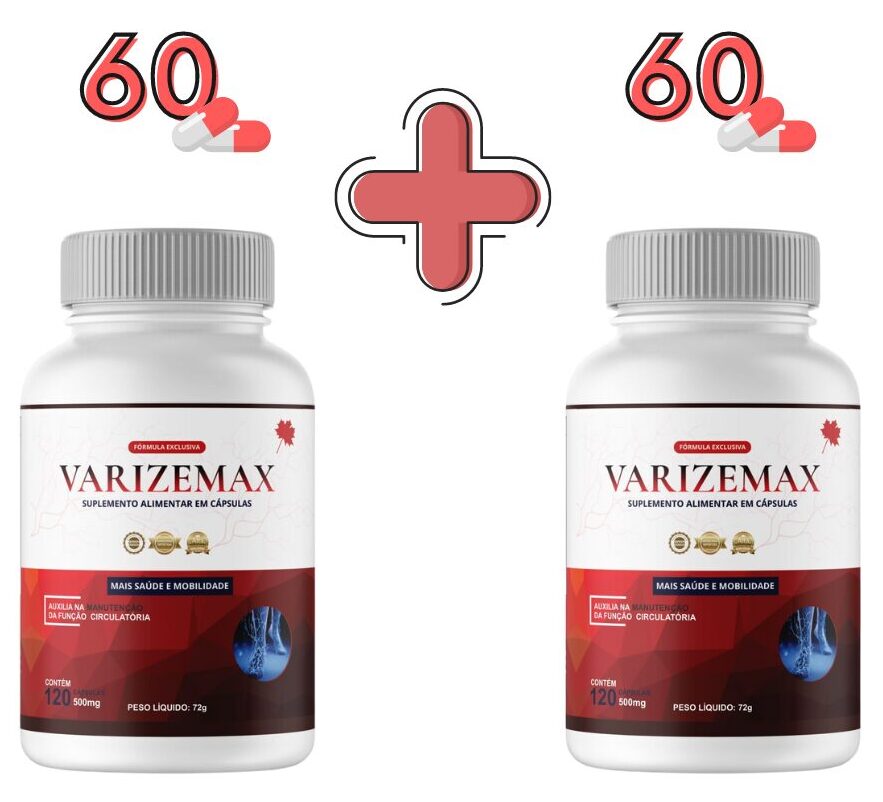 60
60
FÓRMULA EXCLUSIVA
VARIZEMAX
SUPLEMENTO ALIMENTAR EM CÁPSULAS
MAIS SAÚDE E MOBILIDADE
AUXILIA NA MANUTENÇÃO
DA FUNÇÃO CIRCULATÓRIA
CONTÉM
120 CÁPSULAS
500mg
PESO LÍQUIDO: 72g
FÓRMULA EXCLUSIVA
VARIZEMAX
SUPLEMENTO ALIMENTAR EM CÁPSULAS
MAIS SAÚDE E MOBILIDADE
AUXILIA NA MANUTENÇÃO
DA FUNÇÃO CIRCULATÓRIA
CONTÉM
120 CÁPSULAS
500mg
PESO LÍQUIDO: 72g